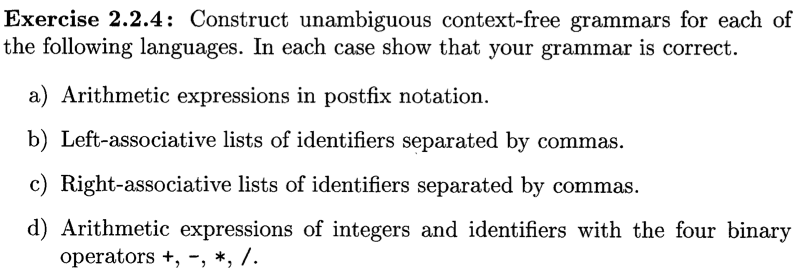 Exercise 2.2.4: Construct unambiguous context-free grammars for each of
the following languages. In each case show that your grammar is correct.
a) Arithmetic expressions in postfix notation.
b) Left-associative lists of identifiers separated by commas.
c) Right-associative lists of identifiers separated by commas.
d) Arithmetic expressions of integers and identifiers with the four binary
operators +, -, *, /.